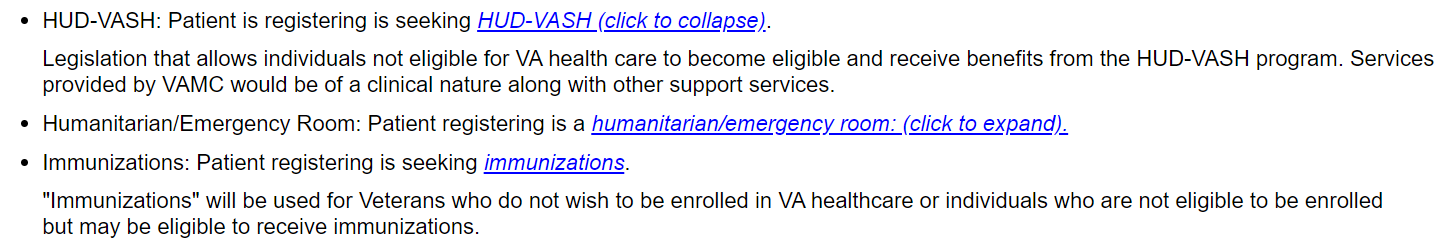 HUD-VASH: Patient is registering is seeking HUD-VASH (click to collapse).
Legislation that allows individuals not eligible for VA health care to become eligible and receive benefits from the HUD-VASH program. Services
provided by VAMC would be of a clinical nature along with other support services.
Humanitarian/Emergency Room: Patient registering is a humanitarian/emergency room: (click to expand).
Immunizations: Patient registering is seeking immunizations.
"Immunizations" will be used for Veterans who do not wish to be enrolled in VA healthcare or individuals who are not eligible to be enrolled
but may be eligible to receive immunizations.